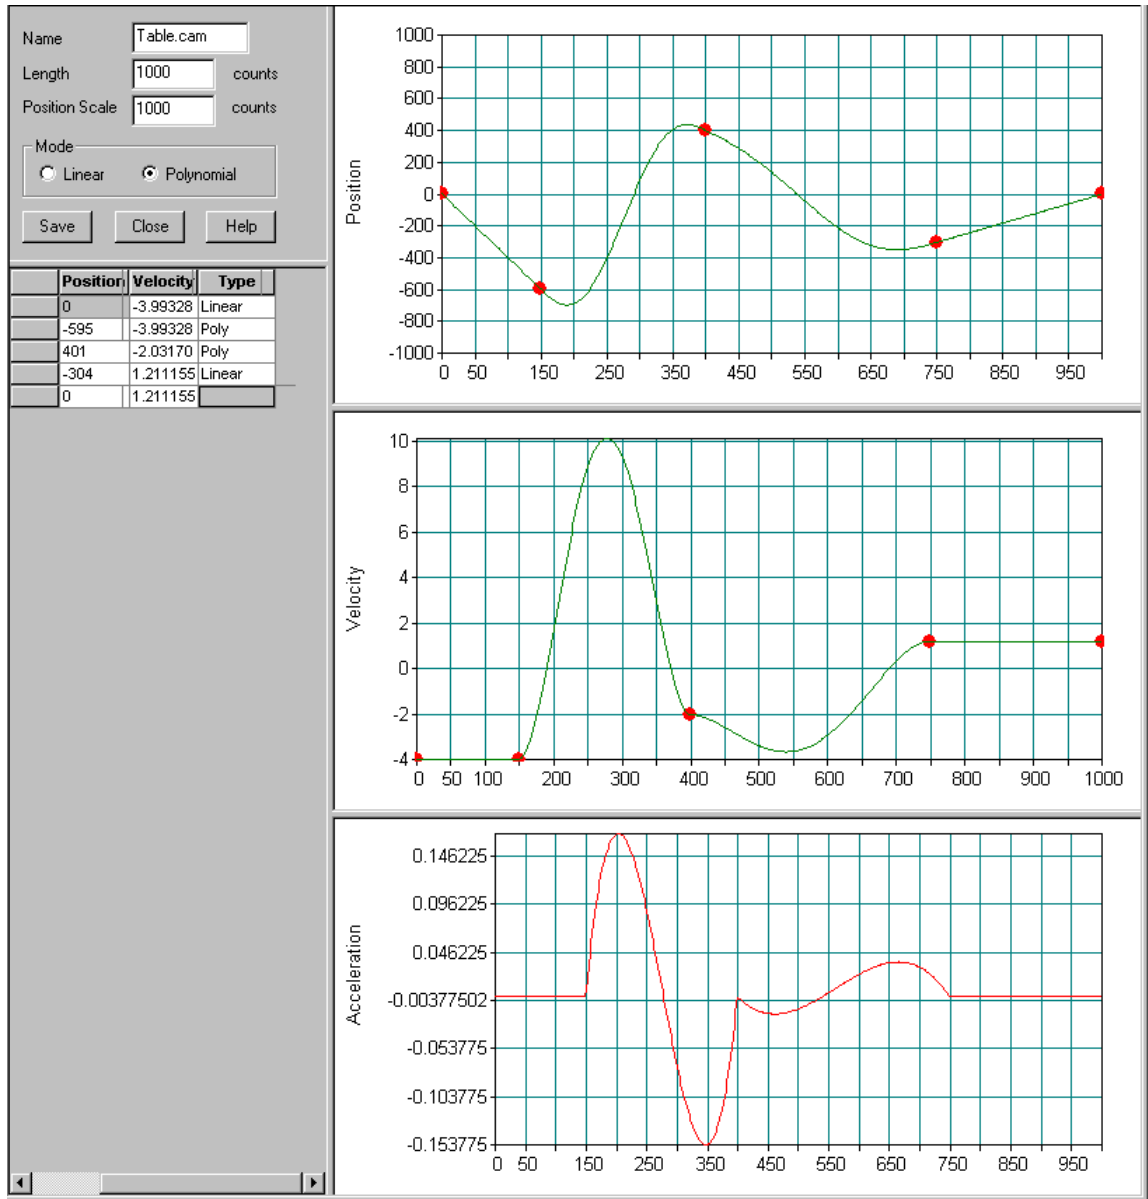 Name Table.cam
Length 1000 counts
Position Scale 1000 counts
Mode
Linear Polynomial
Save Close Help
Position Velocity Type
0 -3.99328 Linear
-595 -3.99328 Poly
401 -2.03170 Poly
-304 1.211155 Linear
0 1.211155
Position
1000
800
600
400
200
0
-200
-400
-600
-800
-1000
0 50 150 250 350 450 550 650 750 850 950
Velocity
10
8
6
4
2
0
-2
-4
0 50 100 200 300 400 500 600 700 800 900 1000
Acceleration
0.146225
0.096225
0.046225
-0.00377502
-0.053775
-0.103775
-0.153775
0 50 150 250 350 450 550 650 750 850 950